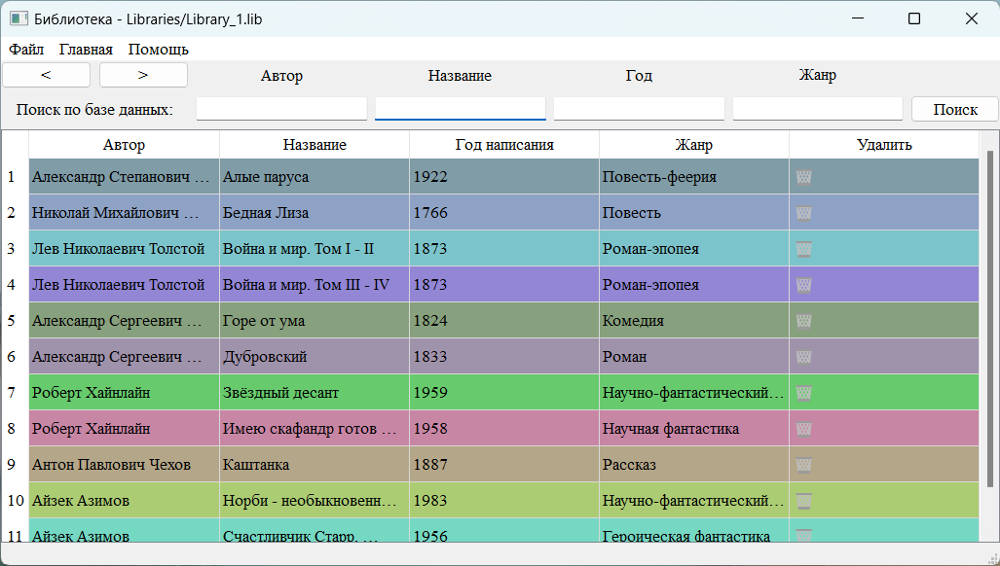 Библиотека - Libraries/Library_1.lib
Файл Главная Помощь
< > Автор Название Год Жанр
Поиск по базе данных: Поиск
Автор Название Год написания Жанр Удалить
1 Александр Степанович ... Алые паруса 1922 Повесть-феерия
2 Николай Михайлович ... Бедная Лиза 1766 Повесть
3 Лев Николаевич Толстой Война и мир. Том I - II 1873 Роман-эпопея
4 Лев Николаевич Толстой Война и мир. Том III - IV 1873 Роман-эпопея
5 Александр Сергеевич ... Горе от ума 1824 Комедия
6 Александр Сергеевич ... Дубровский 1833 Роман
7 Роберт Хайнлайн Звёздный десант 1959 Научно-фантастический...
8 Роберт Хайнлайн Имею скафандр готов ... 1958 Научная фантастика
9 Антон Павлович Чехов Каштанка 1887 Рассказ
10 Айзек Азимов Норби - необыкновенн... 1983 Научно-фантастический...
11 Айзек Азимов Счастливчик Старр. ... 1956 Героическая фантастика